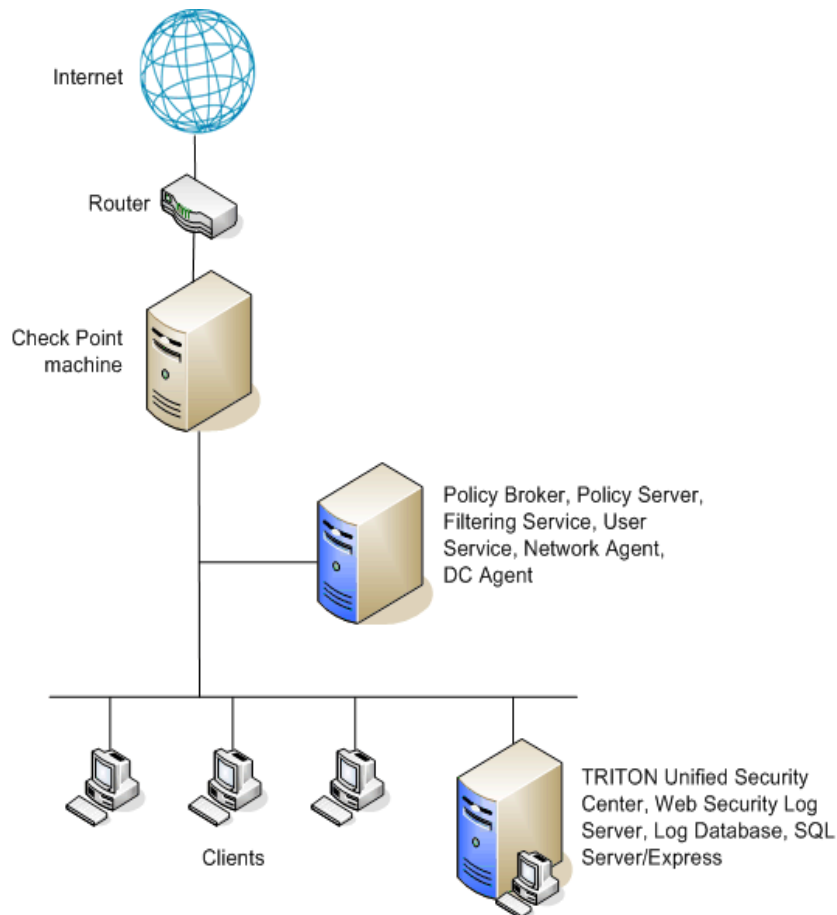 Internet
Router
Check Point
machine
Policy Broker, Policy Server,
Filtering Service, User
Service, Network Agent,
DC Agent
Clients
TRITON Unified Security
Center, Web Security Log
Server, Log Database, SQL
Server/Express